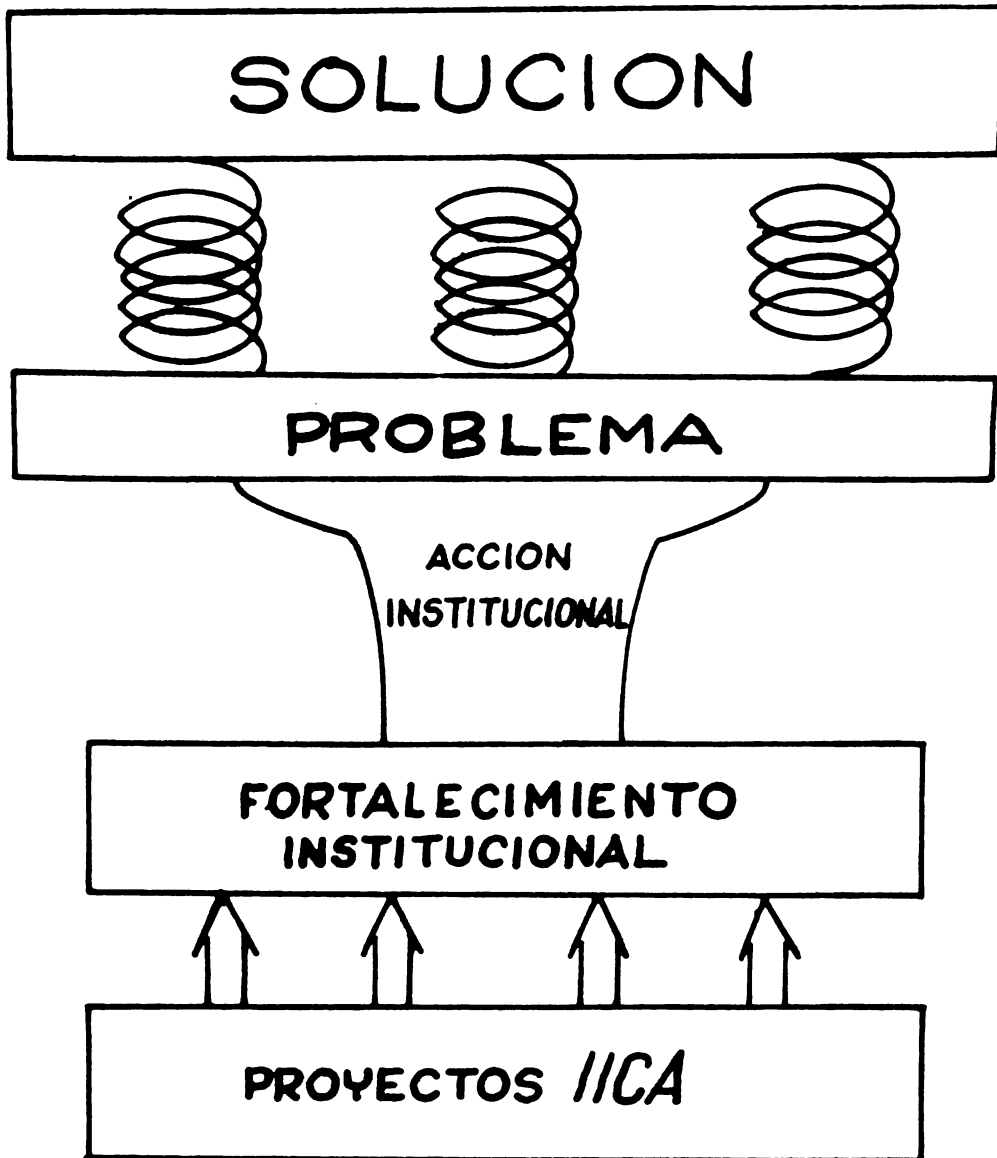 SOLUCION
PROBLEMA
ACCION
INSTITUCIONAL
FORTALECIMIENTO
INSTITUCIONAL
PROYECTOS IICA